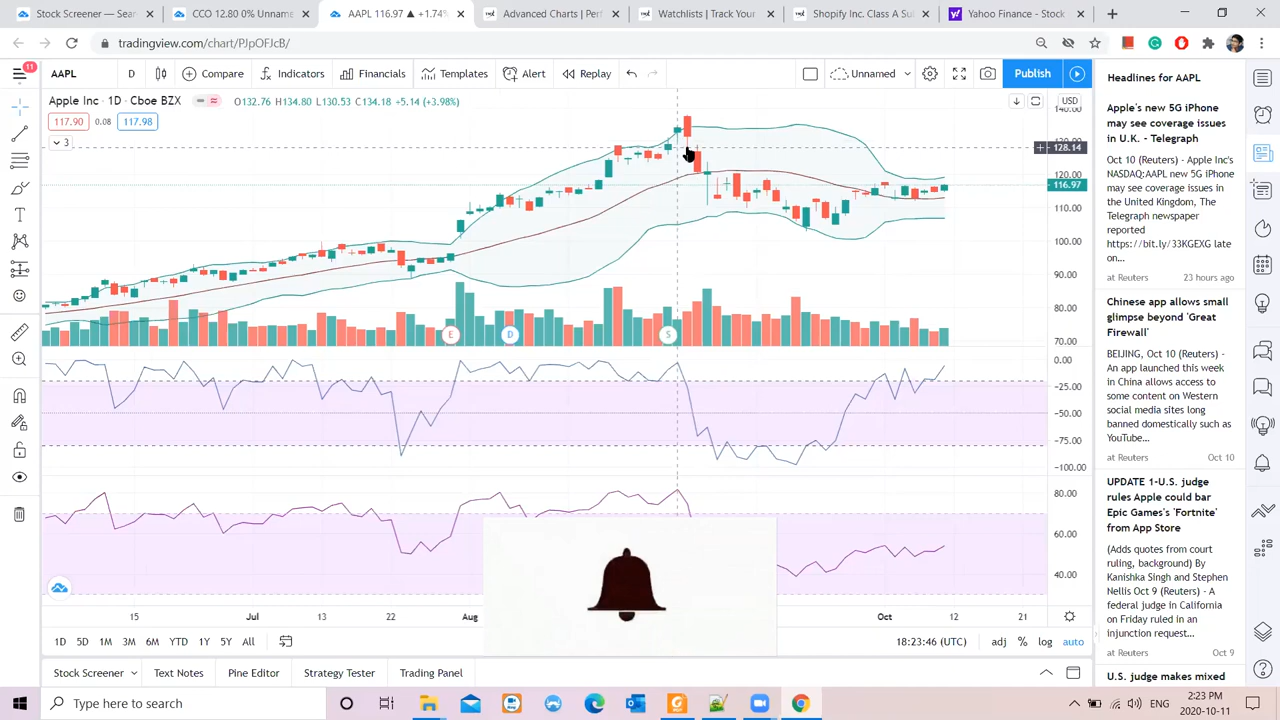 Stock Screener — Sear
CCO 12.80 0% Unname
AAPL 116.97 ▲ +1.74%
Advanced Charts | Perf
Watchlists | Track Your
Shopify Inc. Class A Sub
Yahoo Finance - Stock
tradingview.com/chart/PJpOFJcB/
11
AAPL
D
Compare
Indicators
Financials
Templates
Alert
Replay
Unnamed
Publish
Apple Inc · 1D · Cboe BZX
O132.76 H134.80 L130.53 C134.18 +5.14 (+3.98%)
117.90
0.08
117.98
3
USD
140.00
128.14
116.97
110.00
100.00
90.00
80.00
70.00
E
D
S
0.00
−25.00
−50.00
−75.00
−100.00
80.00
60.00
40.00
15
Jul
13
22
Aug
Oct
12
21
1D
5D
1M
3M
6M
YTD
1Y
5Y
All
18:23:46 (UTC)
adj
%
log
auto
Stock Screener
Text Notes
Pine Editor
Strategy Tester
Trading Panel
Headlines for AAPL
Apple's new 5G iPhone
may see coverage issues
in U.K. - Telegraph
Oct 10 (Reuters) - Apple Inc's
NASDAQ:AAPL new 5G iPhone
may see coverage issues in
the United Kingdom, The
Telegraph newspaper
reported
https://bit.ly/33KGEXG late
on...
at Reuters
23 hours ago
Chinese app allows small
glimpse beyond 'Great
Firewall'
BEIJING, Oct 10 (Reuters) -
An app launched this week
in China allows access to
some content on Western
social media sites long
banned domestically such as
YouTube...
at Reuters
Oct 10
UPDATE 1-U.S. judge
rules Apple could bar
Epic Games's 'Fortnite'
from App Store
(Adds quotes from court
ruling, background) By
Kanishka Singh and Stephen
Nellis Oct 9 (Reuters) - A
federal judge in California
on Friday ruled in an
injunction request...
at Reuters
Oct 9
U.S. judge makes mixed
Type here to search
ENG
2:23 PM
2020-10-11